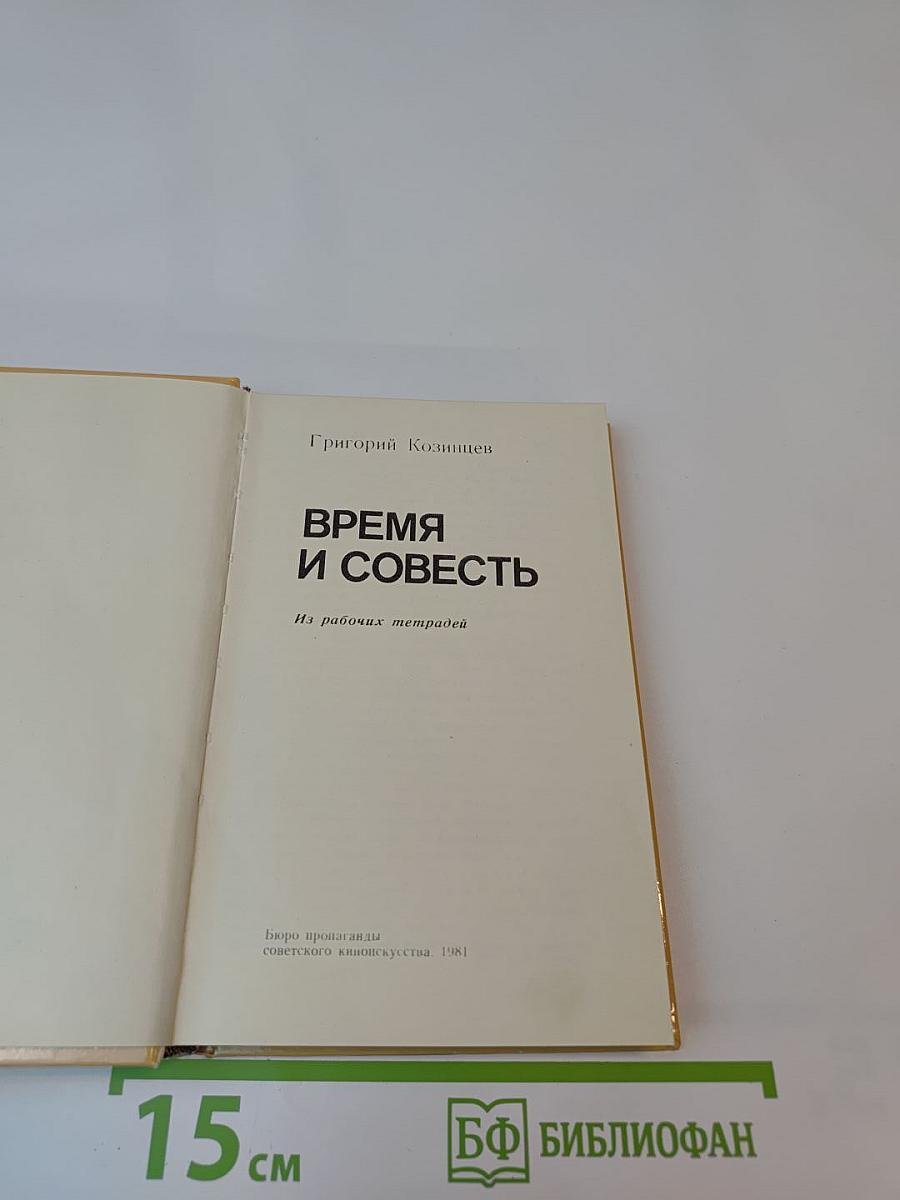 Григорий Козинцев
ВРЕМЯ
И СОВЕСТЬ
Из рабочих тетрадей
Бюро пропаганды
советского киноискусства. 1981
15 см
БФ БИБЛИОФАН